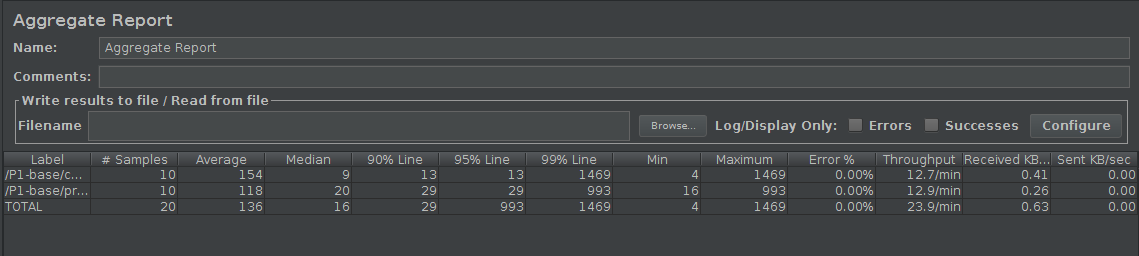 Aggregate Report
Name: Aggregate Report
Comments:
Write results to file / Read from file
Filename Browse... Log/Display Only: Errors Successes Configure
Label # Samples Average Median 90% Line 95% Line 99% Line Min Maximum Error % Throughput Received KB... Sent KB/sec
/P1-base/c... 10 154 9 13 13 1469 4 1469 0.00% 12.7/min 0.41 0.00
/P1-base/pr... 10 118 20 29 29 993 16 993 0.00% 12.9/min 0.26 0.00
TOTAL 20 136 16 29 993 1469 4 1469 0.00% 23.9/min 0.63 0.00